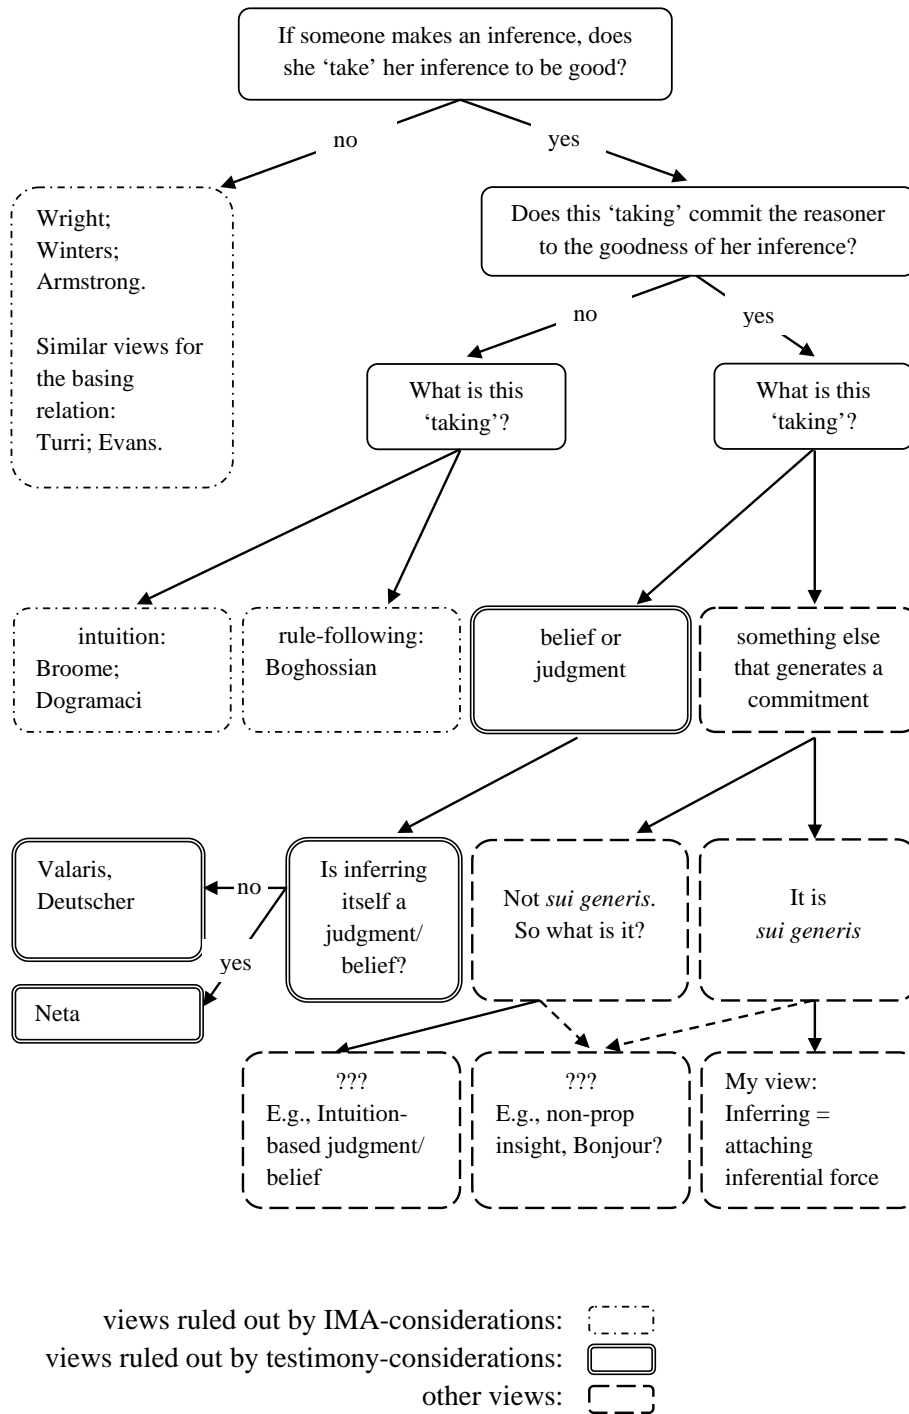 If someone makes an inference, does
she ‘take’ her inference to be good?
no
yes
Wright;
Winters;
Armstrong.
Similar views for
the basing
relation:
Turri; Evans.
Does this ‘taking’ commit the reasoner
to the goodness of her inference?
no
yes
What is this
‘taking’?
What is this
‘taking’?
intuition:
Broome;
Dogramaci
rule-following:
Boghossian
belief or
judgment
something else
that generates a
commitment
Valaris,
Deutscher
no
yes
Neta
Is inferring
itself a
judgment/
belief?
Not sui generis.
So what is it?
It is
sui generis
???
E.g., Intuition-
based judgment/
belief
???
E.g., non-prop
insight, Bonjour?
My view:
Inferring =
attaching
inferential force
views ruled out by IMA-considerations:
views ruled out by testimony-considerations:
other views: